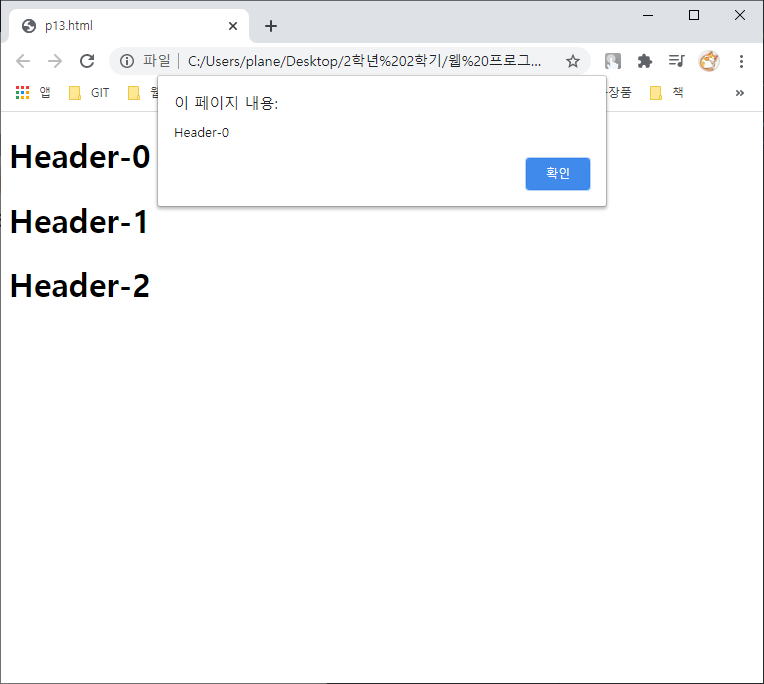 p13.html
파일 C:/Users/plane/Desktop/2학년%202학기/웹%20프로그...
앱 GIT 책
이 페이지 내용:
Header-0
확인
Header-0
Header-1
Header-2